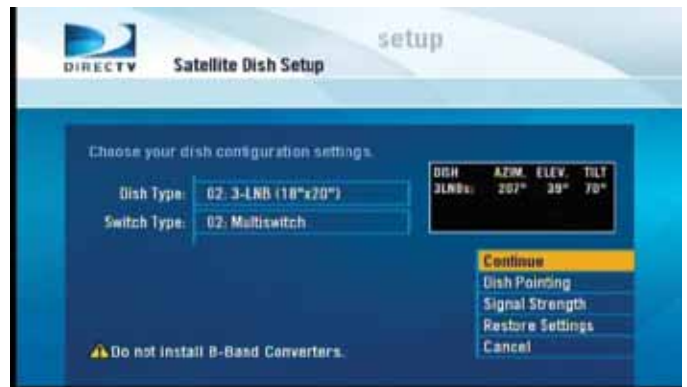 setup
DIRECTV
Satellite Dish Setup
Choose your dish configuration settings.
Dish Type: 02: 3-LNB (18"x20")
Switch Type: 02: Multiswitch
DISH AZIM. ELEV. TILT
3LNBs: 207° 39° 70°
Continue
Dish Pointing
Signal Strength
Restore Settings
Cancel
Do not install B-Band Converters.